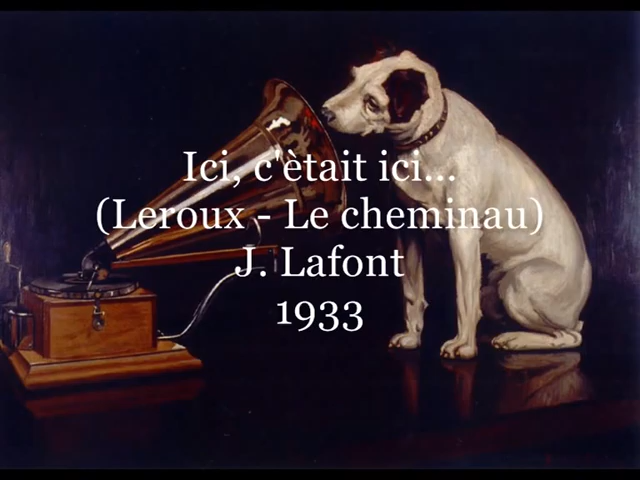 Ici, c'ètait ici...
(Leroux - Le cheminau)
J. Lafont
1933